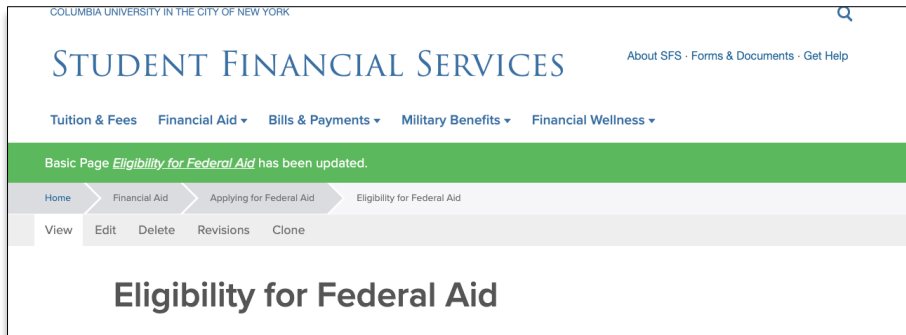 COLUMBIA UNIVERSITY IN THE CITY OF NEW YORK
STUDENT FINANCIAL SERVICES
About SFS · Forms & Documents · Get Help
Tuition & Fees Financial Aid Bills & Payments Military Benefits Financial Wellness
Basic Page Eligibility for Federal Aid has been updated.
Home Financial Aid Applying for Federal Aid Eligibility for Federal Aid
View Edit Delete Revisions Clone
Eligibility for Federal Aid